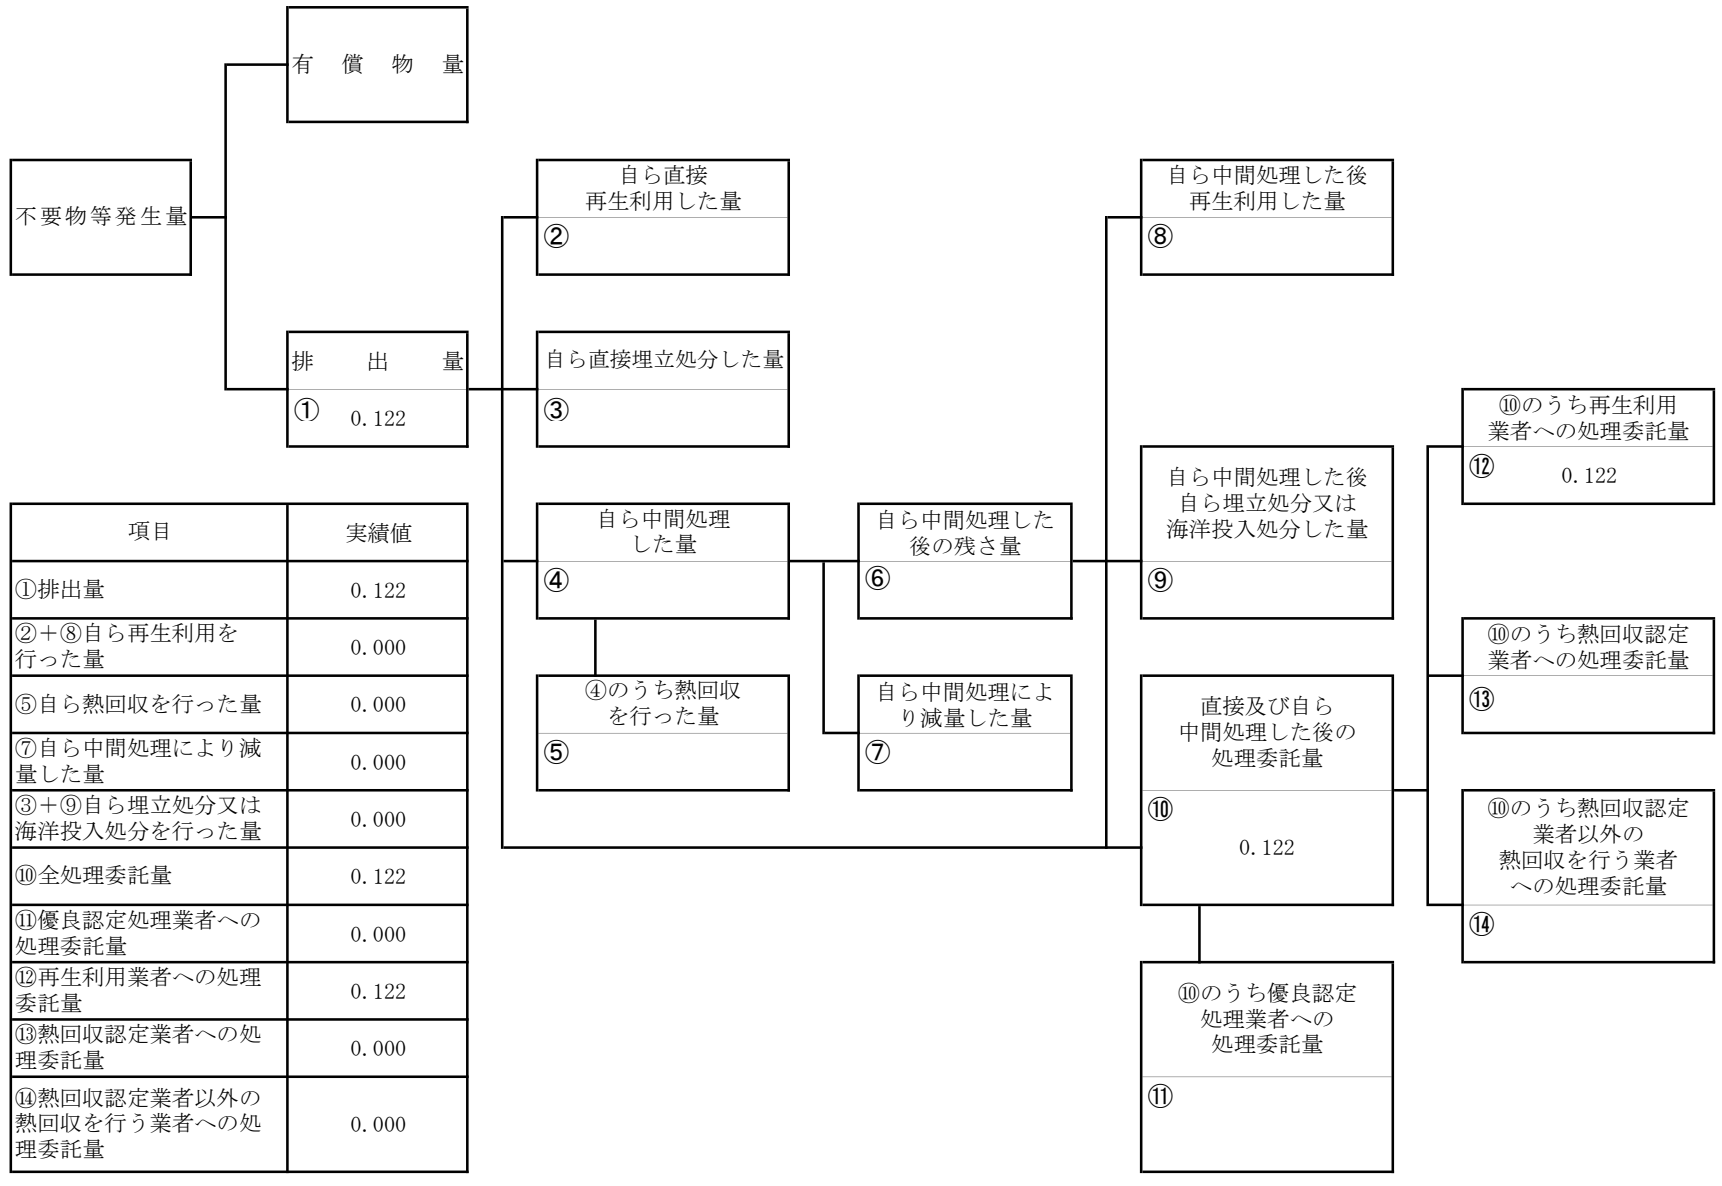 有償物量
不要物等発生量
排出量
① 0.122
自ら直接
再生利用した量
②
自ら直接埋立処分した量
③
自ら中間処理
した量
④
④のうち熱回収
を行った量
⑤
自ら中間処理した
後の残さ量
⑥
自ら中間処理によ
り減量した量
⑦
自ら中間処理した後
再生利用した量
⑧
自ら中間処理した後
自ら埋立処分又は
海洋投入処分した量
⑨
直接及び自ら
中間処理した後の
処理委託量
⑩
0.122
⑩のうち優良認定
処理業者への
処理委託量
⑪
⑩のうち再生利用
業者への処理委託量
⑫ 0.122
⑩のうち熱回収認定
業者への処理委託量
⑬
⑩のうち熱回収認定
業者以外の
熱回収を行う業者
への処理委託量
⑭
項目 実績値
①排出量 0.122
②＋⑧自ら再生利用を
行った量 0.000
⑤自ら熱回収を行った量 0.000
⑦自ら中間処理により減
量した量 0.000
③＋⑨自ら埋立処分又は
海洋投入処分を行った量 0.000
⑩全処理委託量 0.122
⑪優良認定処理業者への
処理委託量 0.000
⑫再生利用業者への処理
委託量 0.122
⑬熱回収認定業者への処
理委託量 0.000
⑭熱回収認定業者以外の
熱回収を行う業者への処
理委託量 0.000